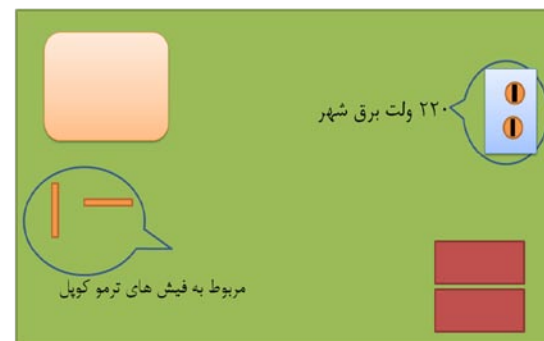 ۲۲۰ ولت برق شهر
مربوط به فیش های ترمو کوپل